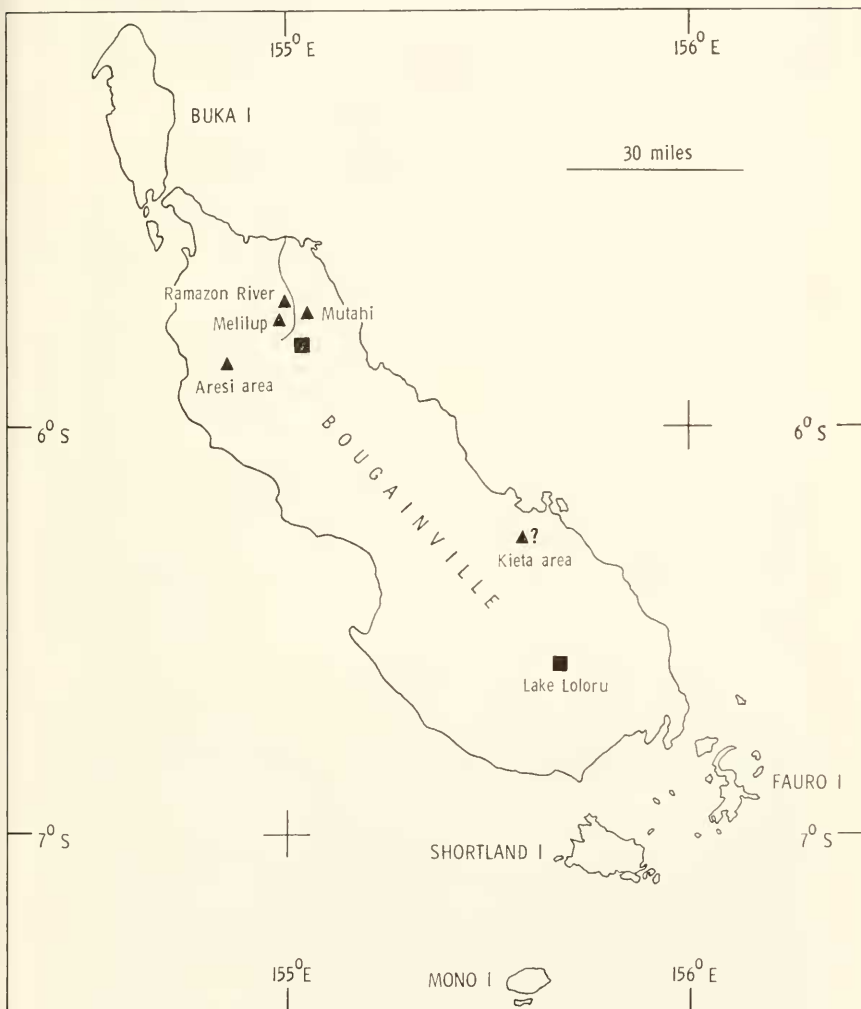 155° E
156° E
BUKA I
30 miles
Ramazon River
Melilup
Mutahi
Aresi area
6° S
6° S
BOUGAINVILLE
?
Kieta area
Lake Loloru
FAURO I
7° S
7° S
SHORTLAND I
155° E
156° E
MONO I